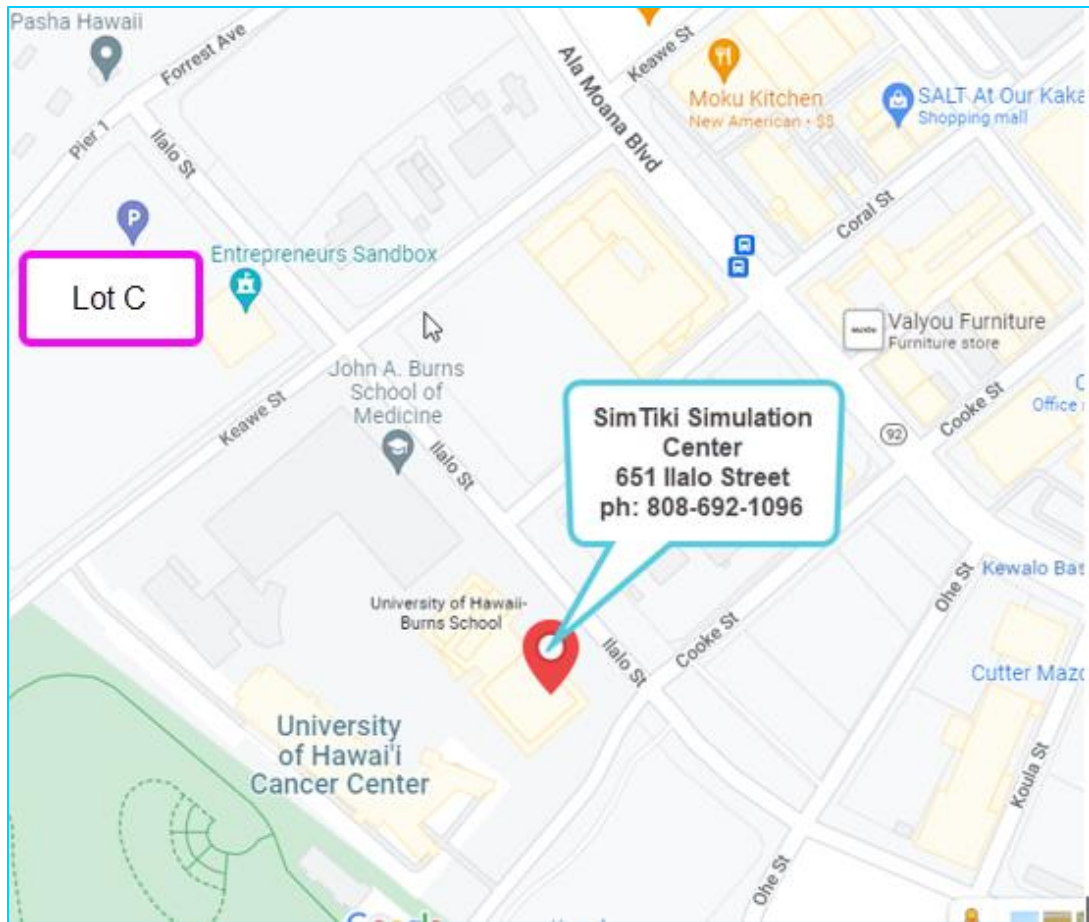 Pasha Hawaii
Forrest Ave
Pier 1
Ilalo St
Ala Moana Blvd
Keawe St
Moku Kitchen
New American • $$
SALT At Our Kaka
Shopping mall
Coral St
P
Entrepreneurs Sandbox
Lot C
Valyou Furniture
Furniture store
John A. Burns
School of
Medicine
Keawe St
Ilalo St
SimTiki Simulation
Center
651 Ilalo Street
ph: 808-692-1096
92
Cooke St
Office
Kewalo Bas
Ohe St
University of Hawaii-
Burns School
Ilalo St
Cooke St
Cutter Mazd
University
of Hawai'i
Cancer Center
Koula St
Ohe St